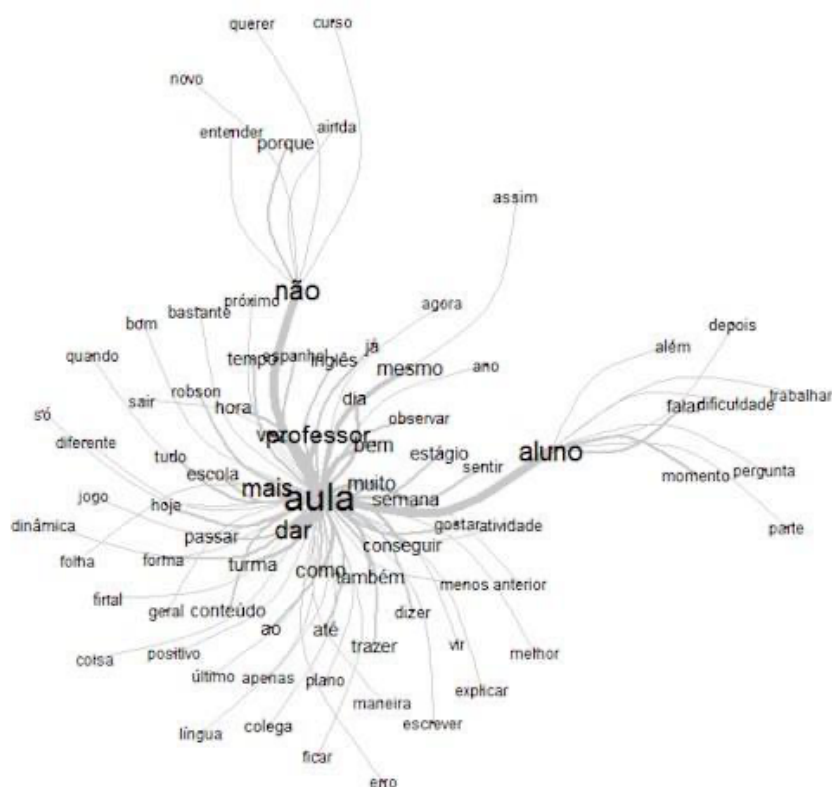 querer
curso
novo
entender
ainda
porque
assim
não
próximo
agora
bastante
bom
depois
além
já
tempo
espanhol
inglês
mesmo
ano
quando
robson
sair
dia
trabalhar
falar
dificuldade
hora
só
observar
professor
vez
bem
diferente
estágio
aluno
tudo
sentir
escola
momento
pergunta
muito
mais
aula
semana
jogo
hoje
dinâmica
gostar
atividade
parte
dar
passar
conseguir
forma
folha
turma
como
também
menos
anterior
geral
conteúdo
dizer
ao
até
trazer
vir
melhor
coisa
positivo
último
apenas
plano
explicar
maneira
língua
colega
escrever
ficar
erro